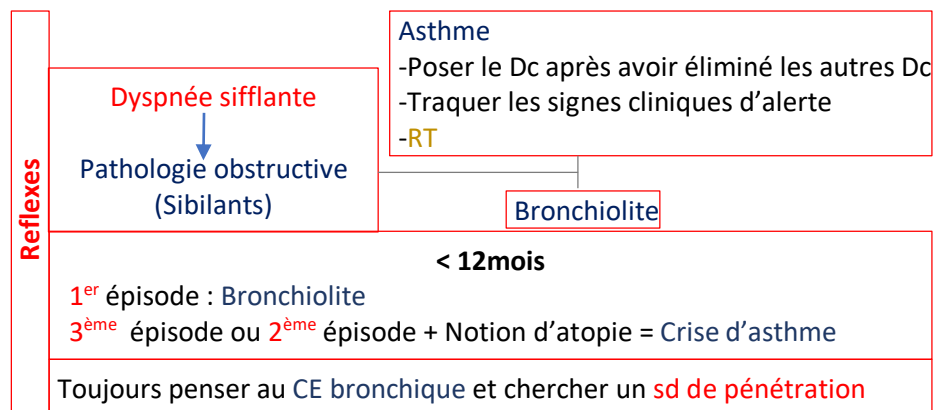 Reflexes
Dyspnée sifflante
Pathologie obstructive
(Sibilants)
Asthme
-Poser le Dc après avoir éliminé les autres Dc
-Traquer les signes cliniques d’alerte
-RT
Bronchiolite
< 12mois
1er épisode : Bronchiolite
3ème épisode ou 2ème épisode + Notion d’atopie = Crise d’asthme
Toujours penser au CE bronchique et chercher un sd de pénétration